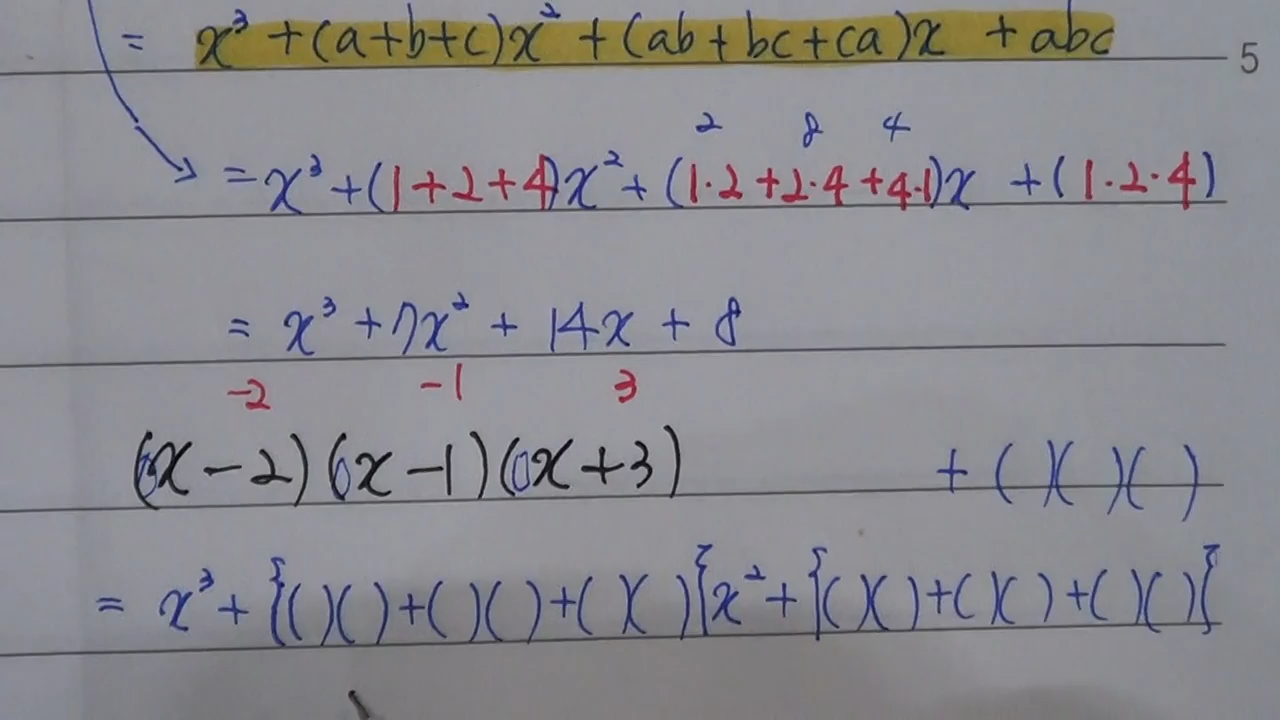 = x³ + (a+b+c)x² + (ab + bc + ca)x + abc
5
2 8 4
= x³ + (1+2+4)x² + (1·2 + 2·4 + 4·1)x + (1·2·4)
= x³ + 7x² + 14x + 8
-2 -1 3
(x - 2)(x - 1)(x + 3) + ( )( )( )
= x³ + {( )( ) + ( )( ) + ( )( )}x² + {( )( ) + ( )( ) + ( )( )}